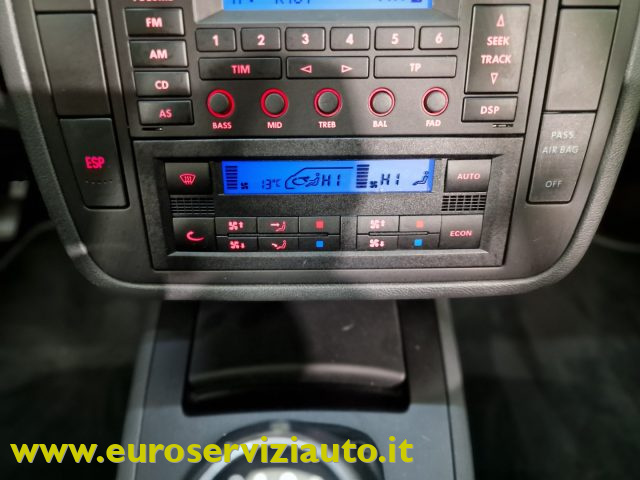 FM
AM
CD
AS
1 2 3 4 5 6
TIM
TP
SEEK
TRACK
BASS MID TREB BAL FAD
DSP
ESP
PASS
AIR BAG
OFF
13°C HI HI
AUTO
ECON
www.euroserviziauto.it